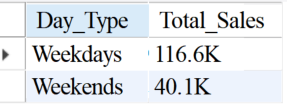 Day_Type Total_Sales
Weekdays 116.6K
Weekends 40.1K